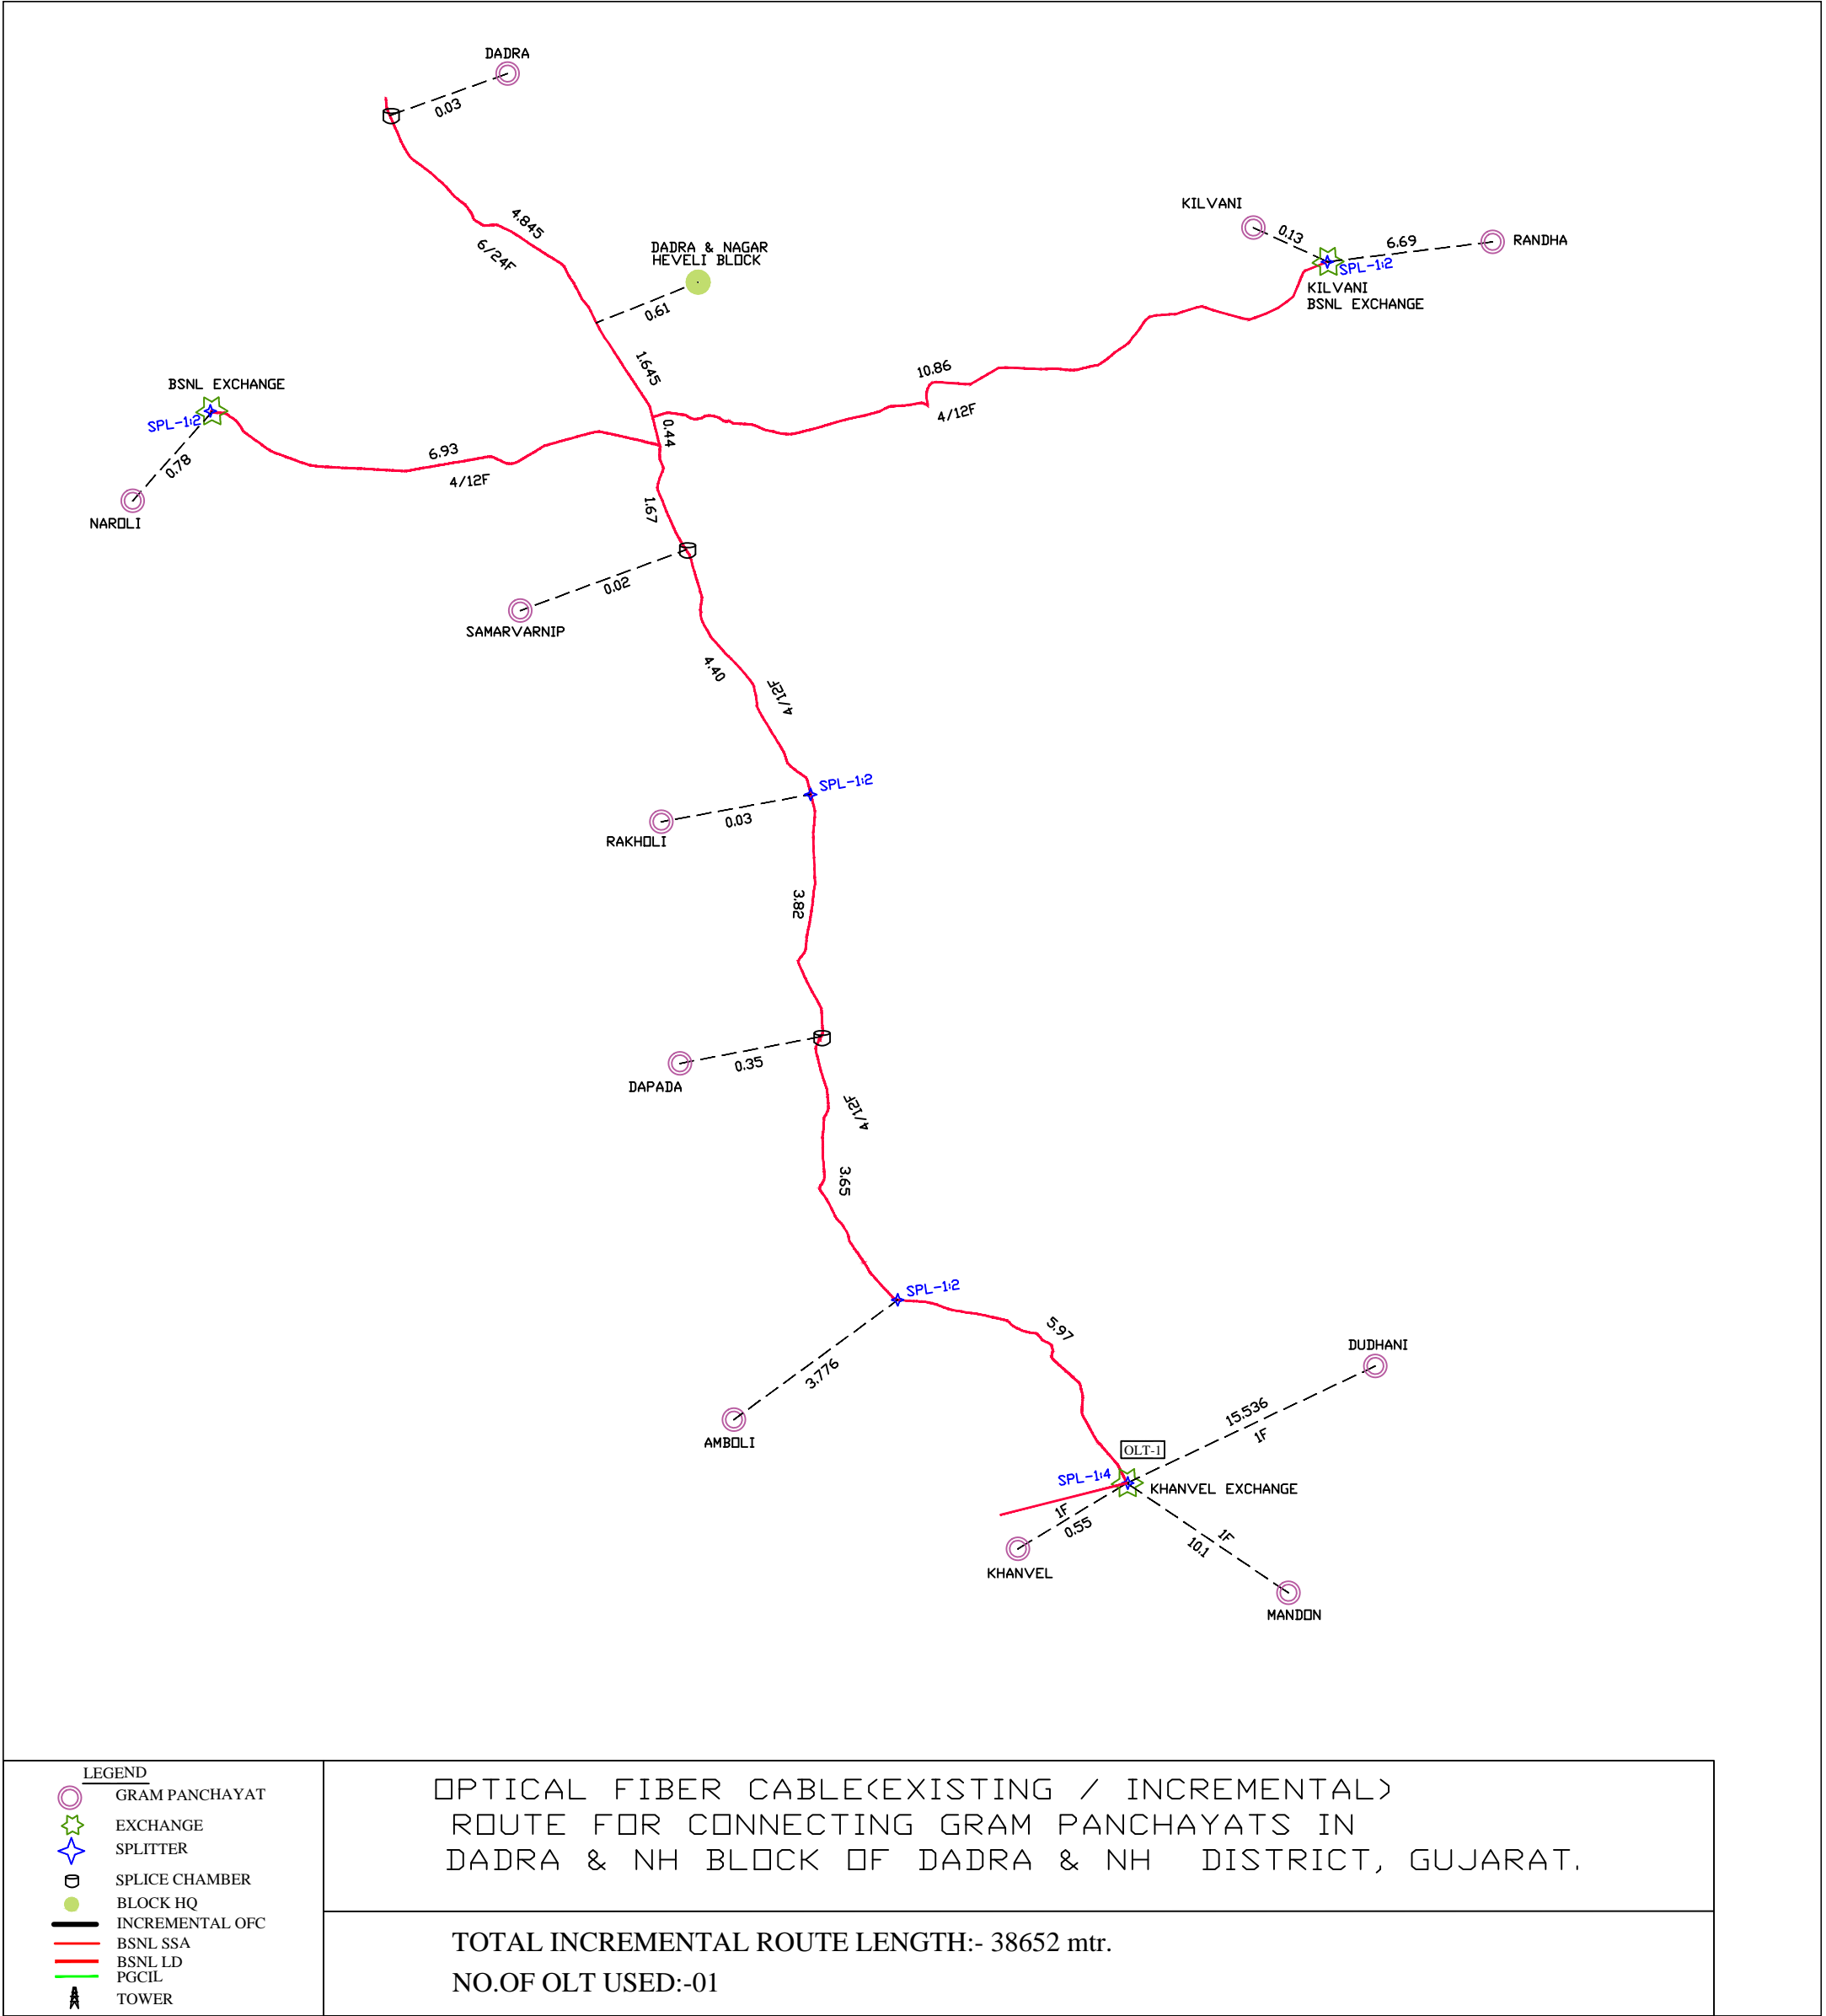 DADRA
0.03
4.845
6/24F
DADRA & NAGAR
HEVELI BLOCK
0.61
1.645
KILVANI
0.13
6.69
RANDHA
SPL-1:2
KILVANI
BSNL EXCHANGE
10.86
4/12F
BSNL EXCHANGE
SPL-1:2
0.78
NAROLI
6.93
4/12F
0.44
1.67
0.02
SAMARVARNIP
4.40
4/12F
SPL-1:2
0.03
RAKHOLI
3.82
0.35
DAPADA
4/12F
3.65
SPL-1:2
3.776
AMBOLI
5.97
DUDHANI
15.536
1F
OLT-1
SPL-1:4
KHANVEL EXCHANGE
1F
0.55
KHANVEL
1F
10.1
MANDON
LEGEND
GRAM PANCHAYAT
EXCHANGE
SPLITTER
SPLICE CHAMBER
BLOCK HQ
INCREMENTAL OFC
BSNL SSA
BSNL LD
PGCIL
TOWER
OPTICAL FIBER CABLE(EXISTING / INCREMENTAL)
ROUTE FOR CONNECTING GRAM PANCHAYATS IN
DADRA & NH BLOCK OF DADRA & NH DISTRICT, GUJARAT.
TOTAL INCREMENTAL ROUTE LENGTH:- 38652 mtr.
NO.OF OLT USED:-01